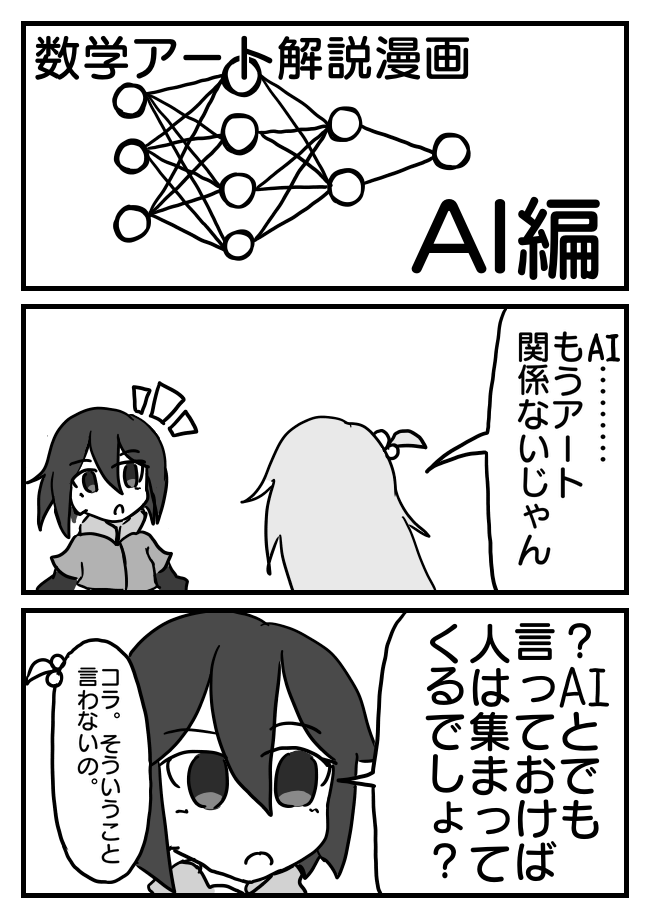 数学アート解説漫画
AI編
AI………
もうアート
関係ないじゃん
？AIとでも
言っておけば
人は集まって
くるでしょ？
コラ。そういうこと
言わないの。